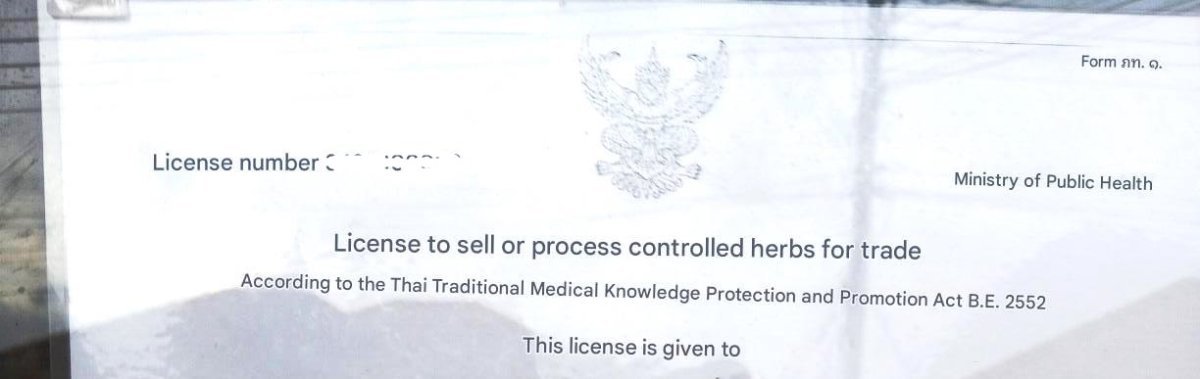 Form ภท. ๑.
License number
Ministry of Public Health
License to sell or process controlled herbs for trade
According to the Thai Traditional Medical Knowledge Protection and Promotion Act B.E. 2552
This license is given to